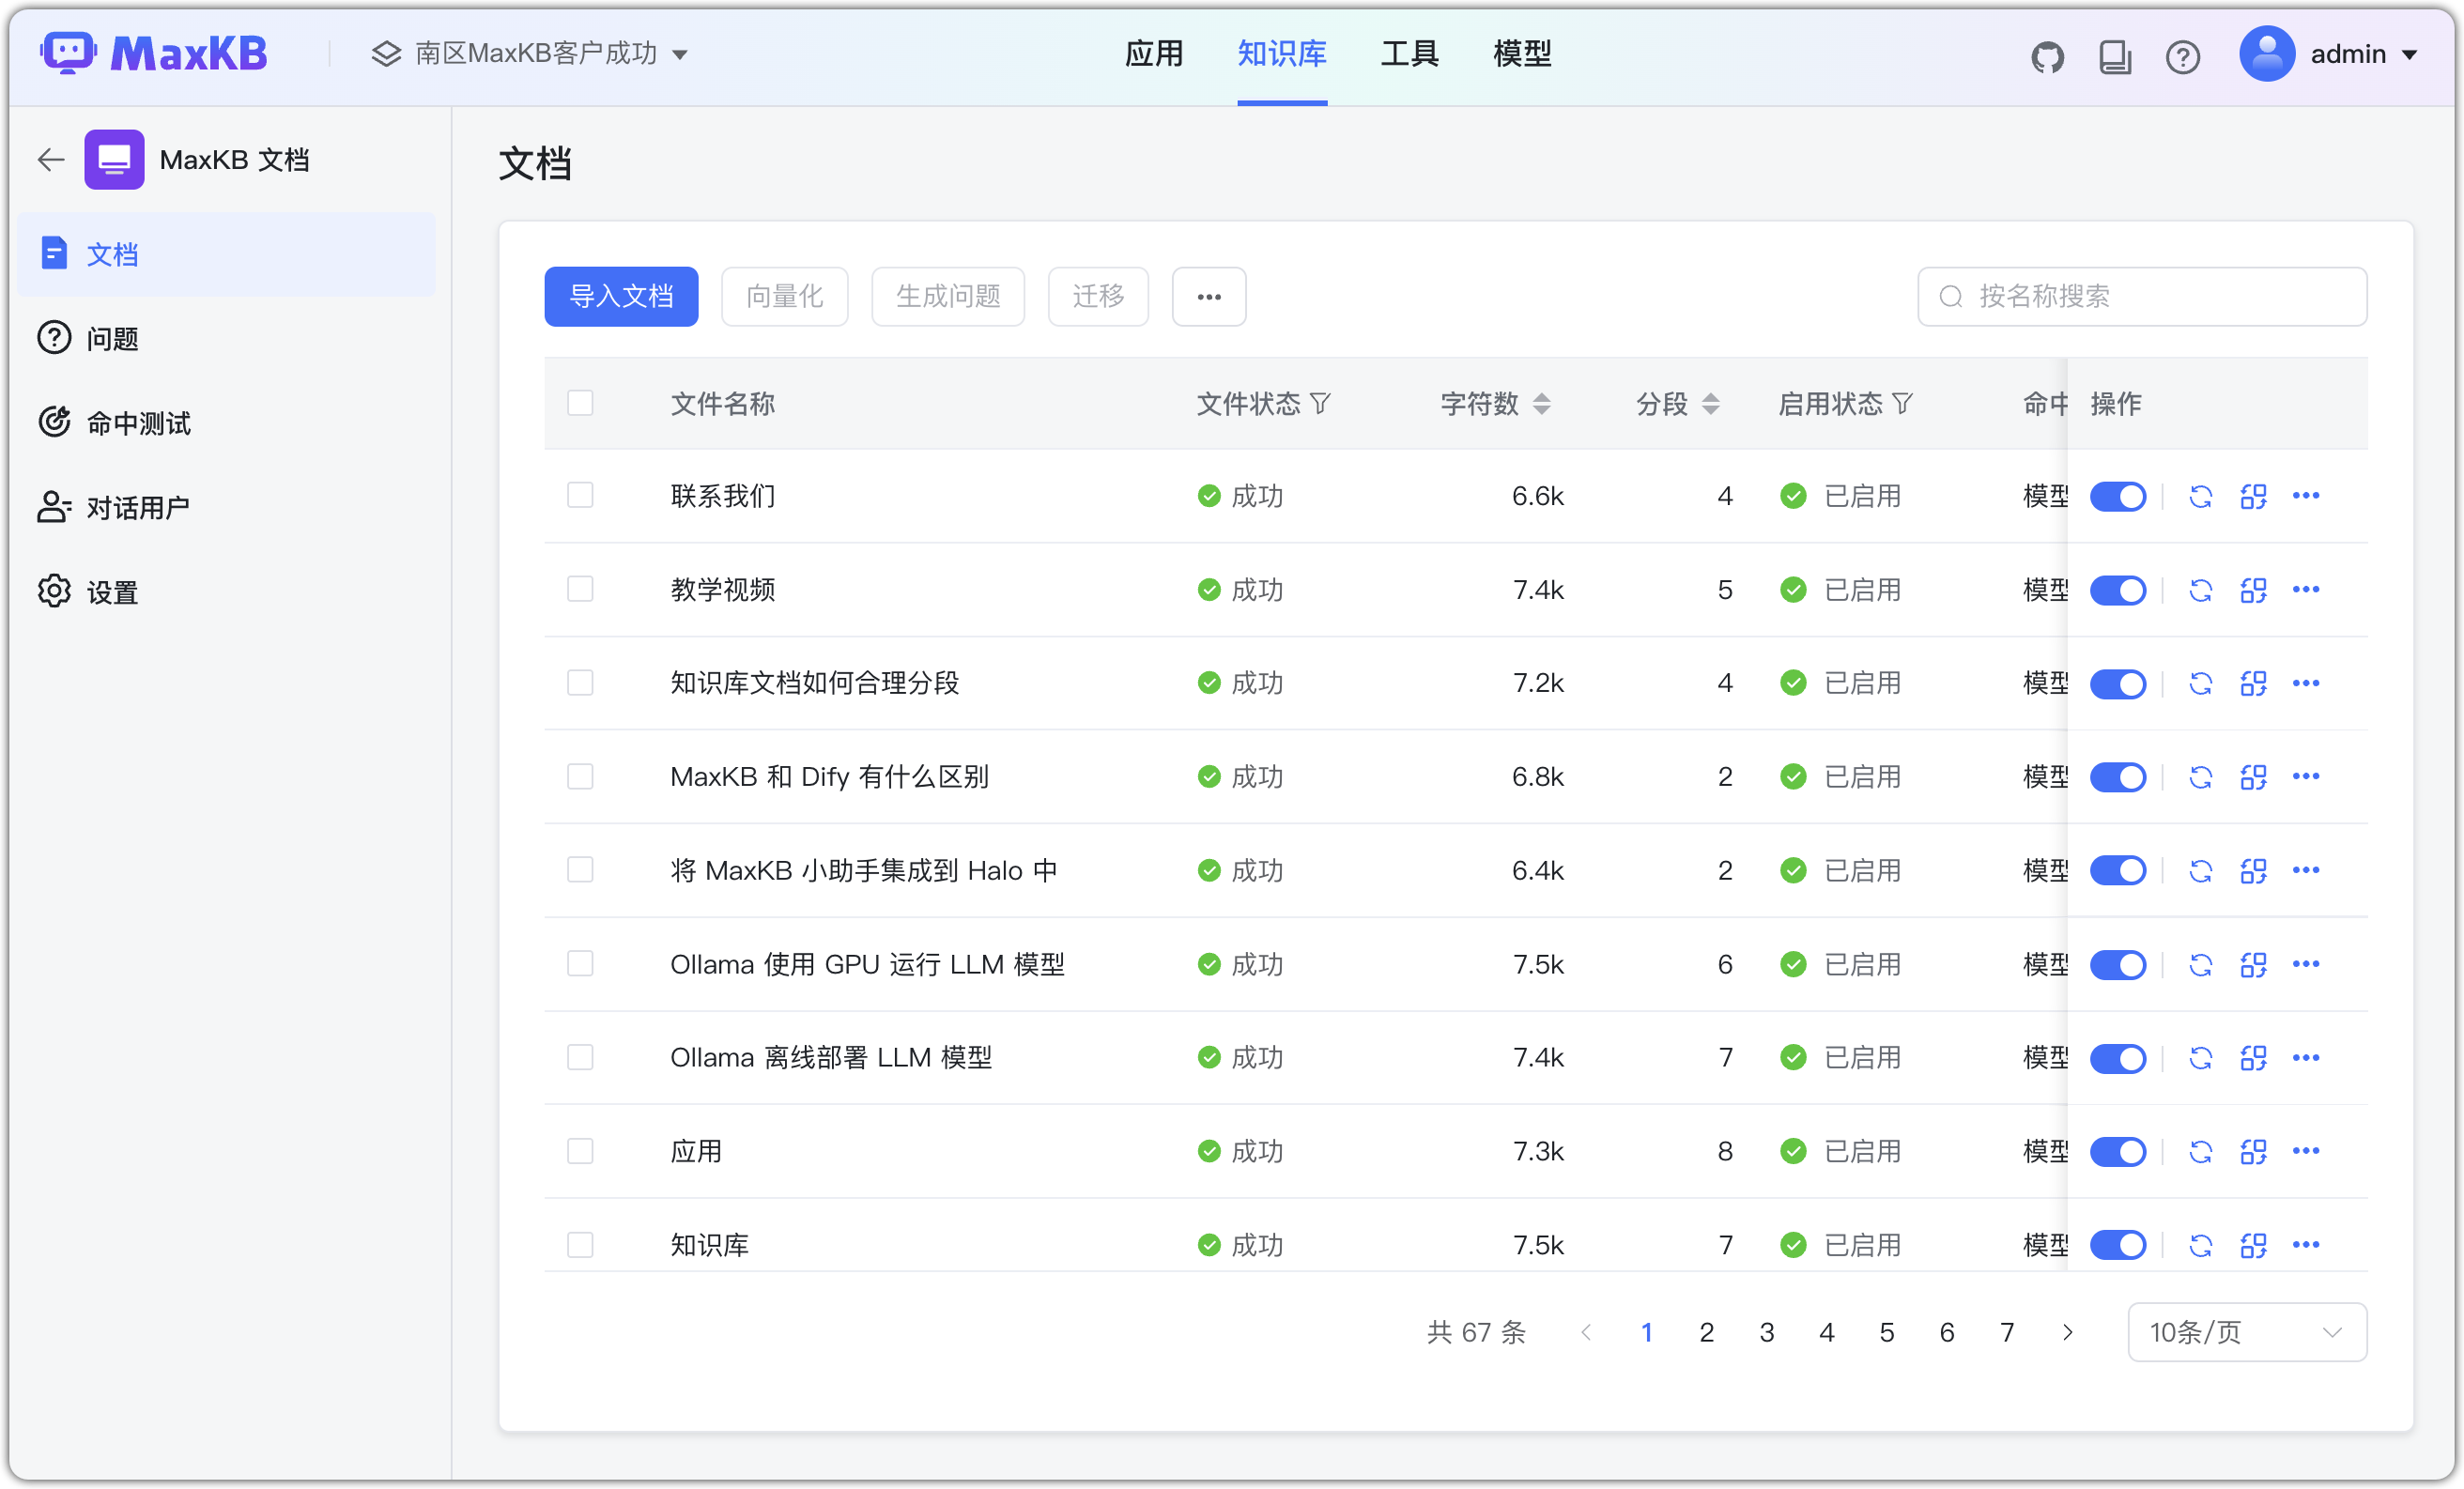 MaxKB 南区MaxKB客户成功 应用 知识库 工具 模型 admin
MaxKB 文档
文档
问题
命中测试
对话用户
设置
文档
导入文档 向量化 生成问题 迁移 按名称搜索
文件名称 文件状态 字符数 分段 启用状态 命中 操作
联系我们 成功 6.6k 4 已启用 模型
教学视频 成功 7.4k 5 已启用 模型
知识库文档如何合理分段 成功 7.2k 4 已启用 模型
MaxKB 和 Dify 有什么区别 成功 6.8k 2 已启用 模型
将 MaxKB 小助手集成到 Halo 中 成功 6.4k 2 已启用 模型
Ollama 使用 GPU 运行 LLM 模型 成功 7.5k 6 已启用 模型
Ollama 离线部署 LLM 模型 成功 7.4k 7 已启用 模型
应用 成功 7.3k 8 已启用 模型
知识库 成功 7.5k 7 已启用 模型
共 67 条 1 2 3 4 5 6 7 10条/页